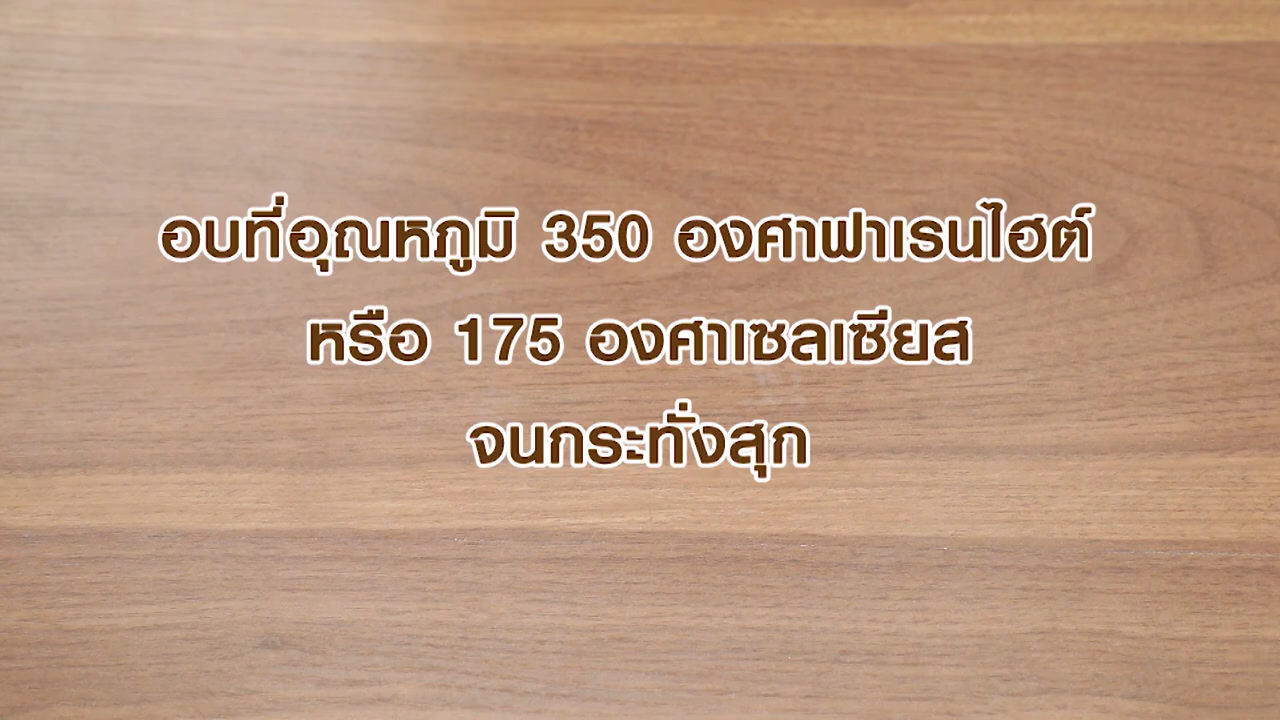 อบที่อุณหภูมิ 350 องศาฟาเรนไฮต์
หรือ 175 องศาเซลเซียส
จนกระทั่งสุก